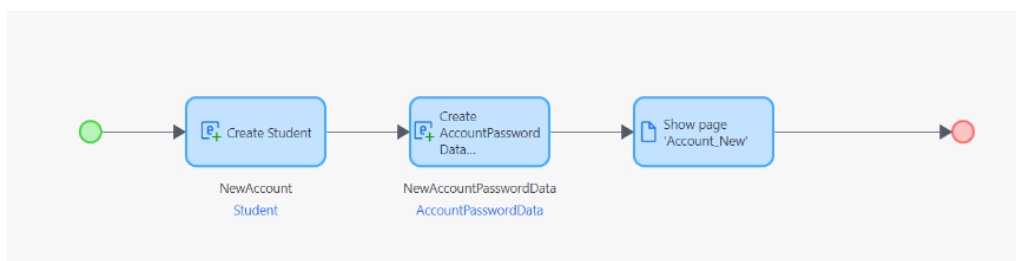 Create Student
Create
AccountPassword
Data...
Show page
'Account_New'
NewAccount
Student
NewAccountPasswordData
AccountPasswordData